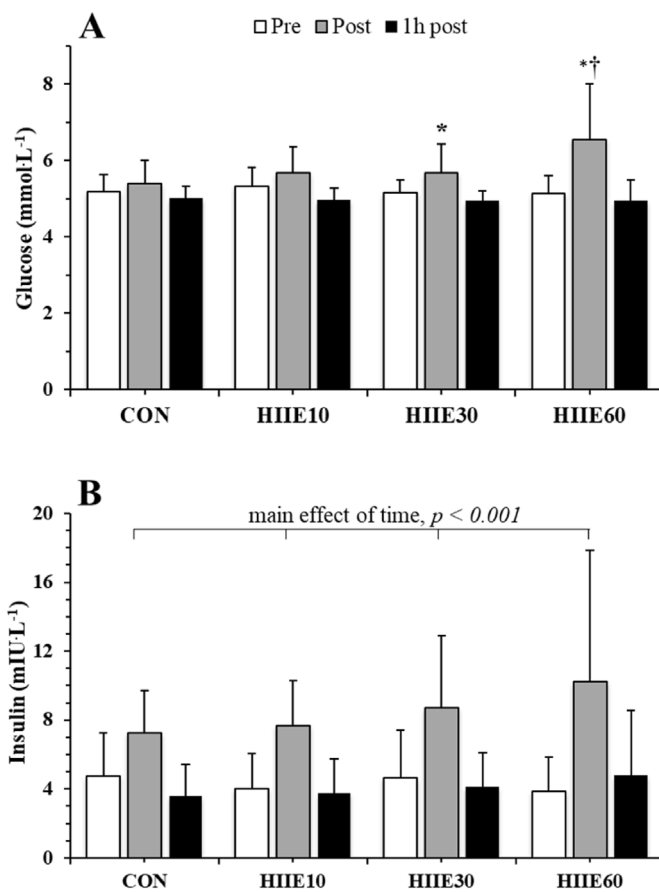 A
Pre Post 1h post
Glucose (mmol·L⁻¹)
8
6
4
2
0
*
*†
CON HIIE10 HIIE30 HIIE60
B
main effect of time, p < 0.001
Insulin (mIU·L⁻¹)
20
16
12
8
4
0
CON HIIE10 HIIE30 HIIE60